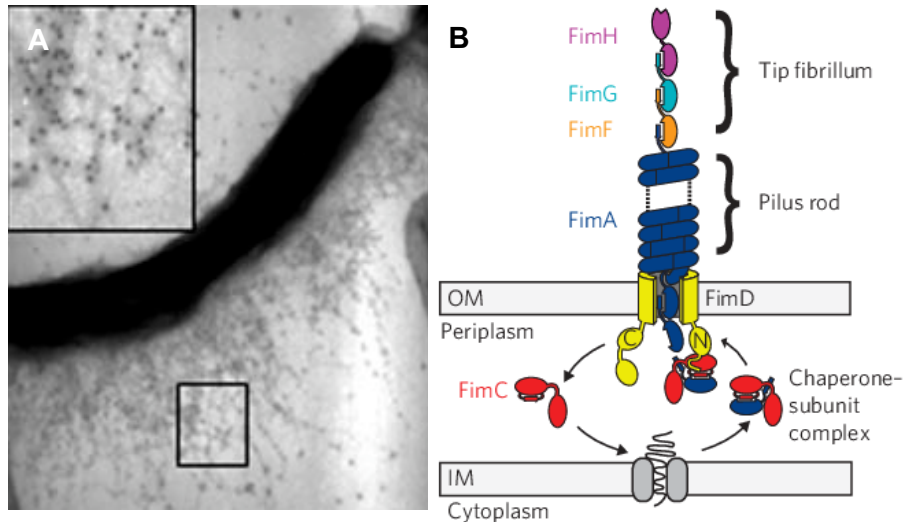 A
B
FimH
FimG
FimF
FimA
Tip fibrillum
Pilus rod
OM
FimD
Periplasm
C
N
FimC
Chaperone–
subunit
complex
IM
Cytoplasm